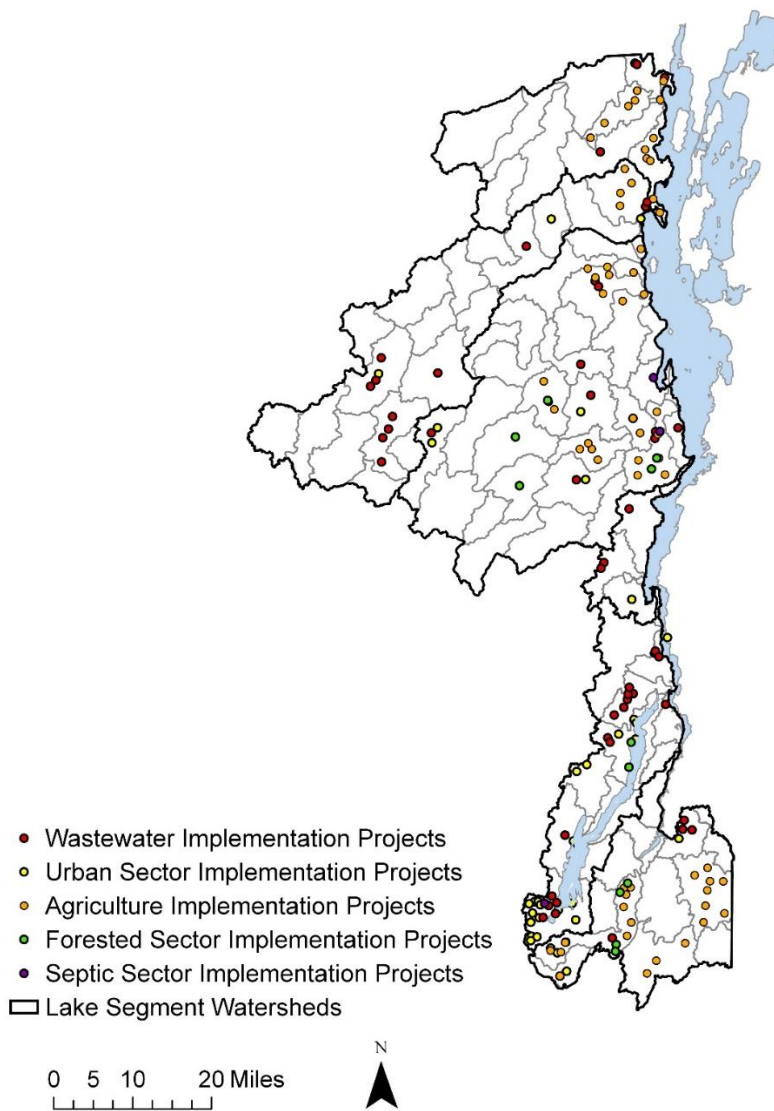 Wastewater Implementation Projects
Urban Sector Implementation Projects
Agriculture Implementation Projects
Forested Sector Implementation Projects
Septic Sector Implementation Projects
Lake Segment Watersheds
N
0 5 10 20 Miles